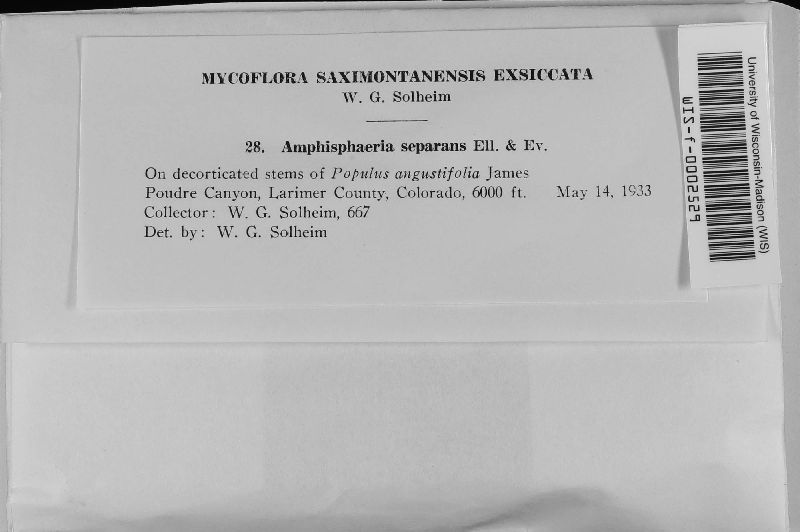 MYCOFLORA SAXIMONTANENSIS EXSICCATA
W. G. Solheim
28. Amphisphaeria separans Ell. & Ev.
On decorticated stems of Populus angustifolia James
Poudre Canyon, Larimer County, Colorado, 6000 ft. May 14, 1933
Collector: W. G. Solheim, 667
Det. by: W. G. Solheim
University of Wisconsin-Madison (WIS)
WIS-f-0002529